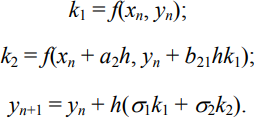 k₁ = f(xₙ, yₙ);
k₂ = f(xₙ + a₂h, yₙ + b₂₁hk₁);
yₙ₊₁ = yₙ + h(σ₁k₁ + σ₂k₂).